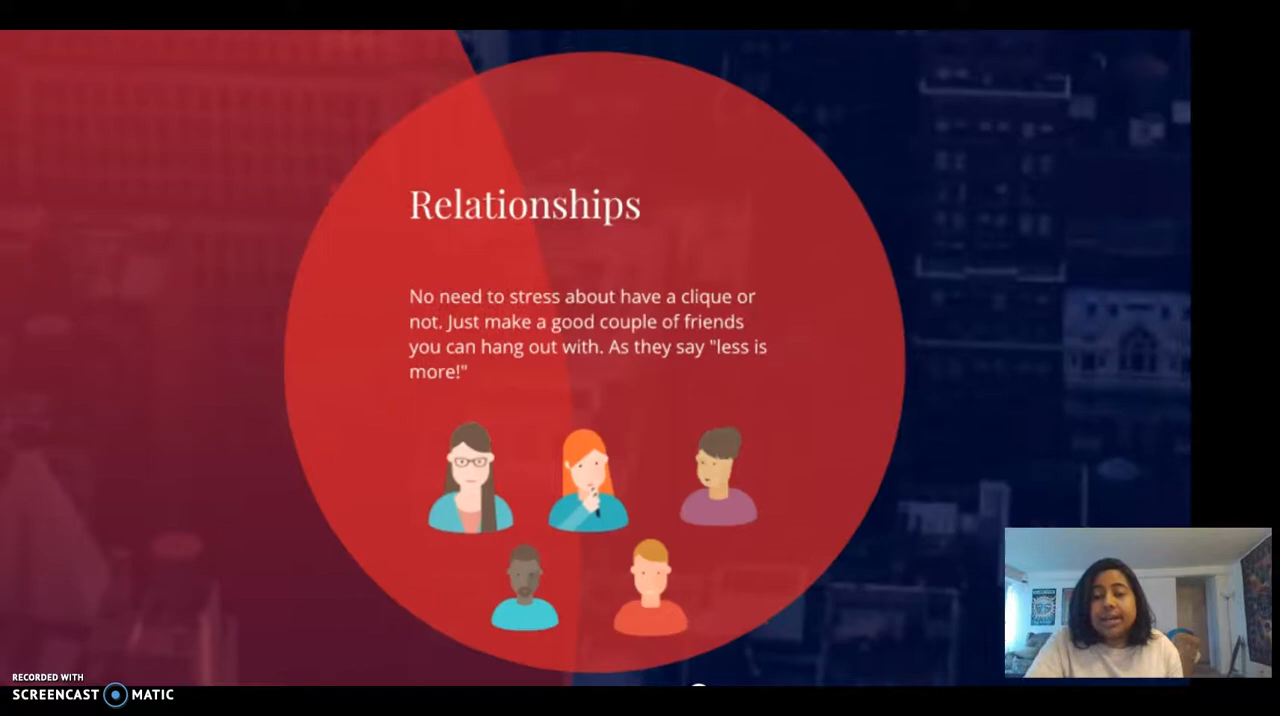 Relationships
No need to stress about have a clique or
not. Just make a good couple of friends
you can hang out with. As they say "less is
more!"
RECORDED WITH
SCREENCAST MATIC